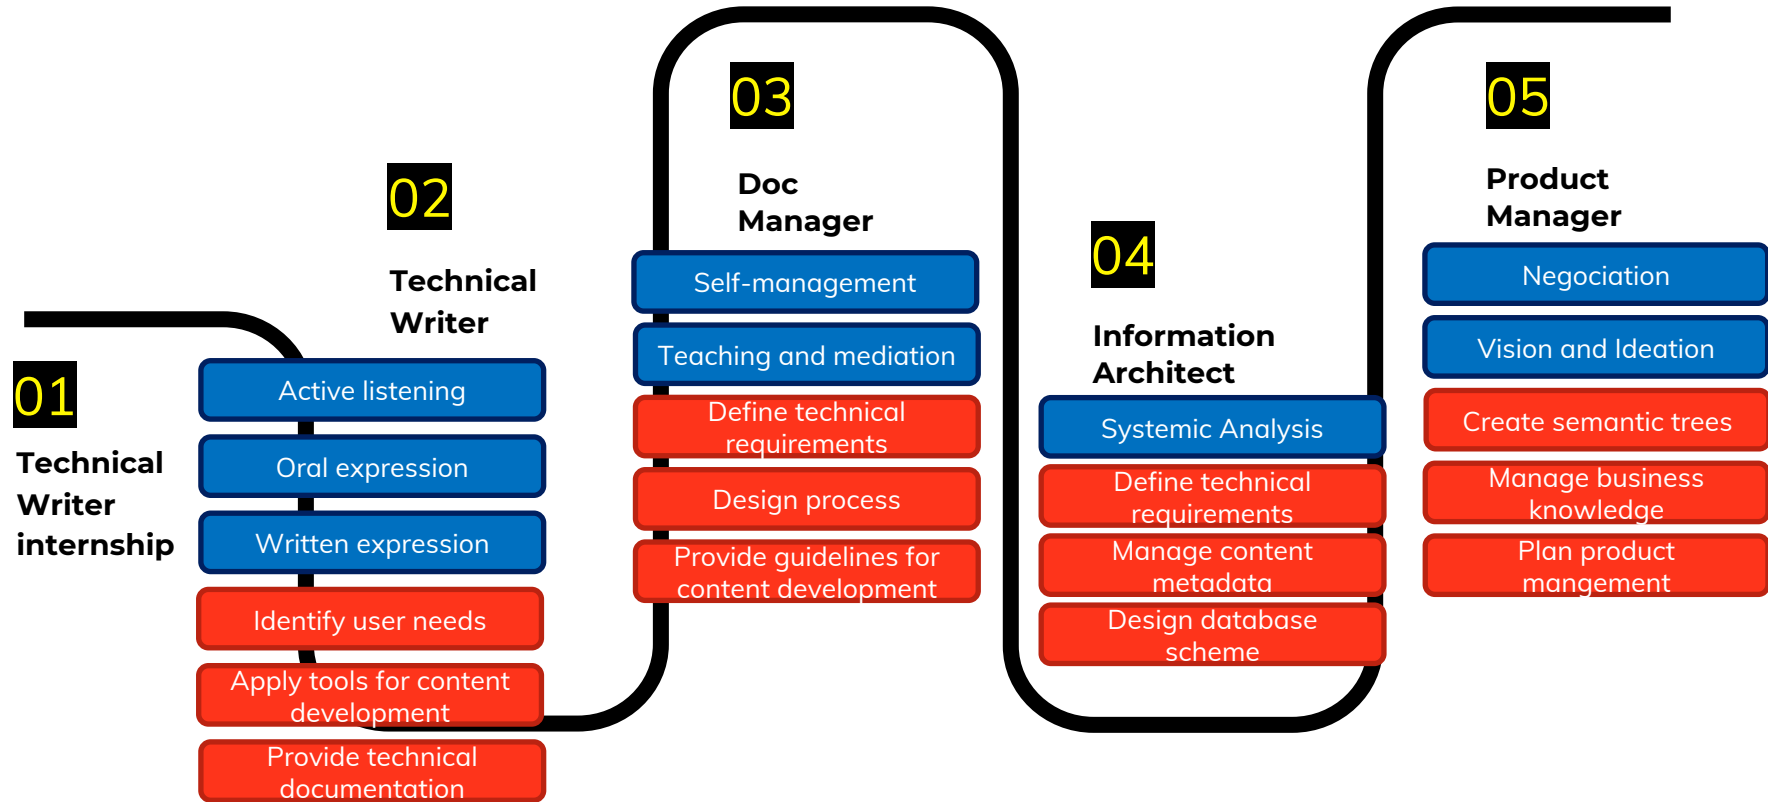 01
Technical
Writer
internship
02
Technical
Writer
Active listening
Oral expression
Written expression
Identify user needs
Apply tools for content
development
Provide technical
documentation
03
Doc
Manager
Self-management
Teaching and mediation
Define technical
requirements
Design process
Provide guidelines for
content development
04
Information
Architect
Systemic Analysis
Define technical
requirements
Manage content
metadata
Design database
scheme
05
Product
Manager
Negociation
Vision and Ideation
Create semantic trees
Manage business
knowledge
Plan product
mangement